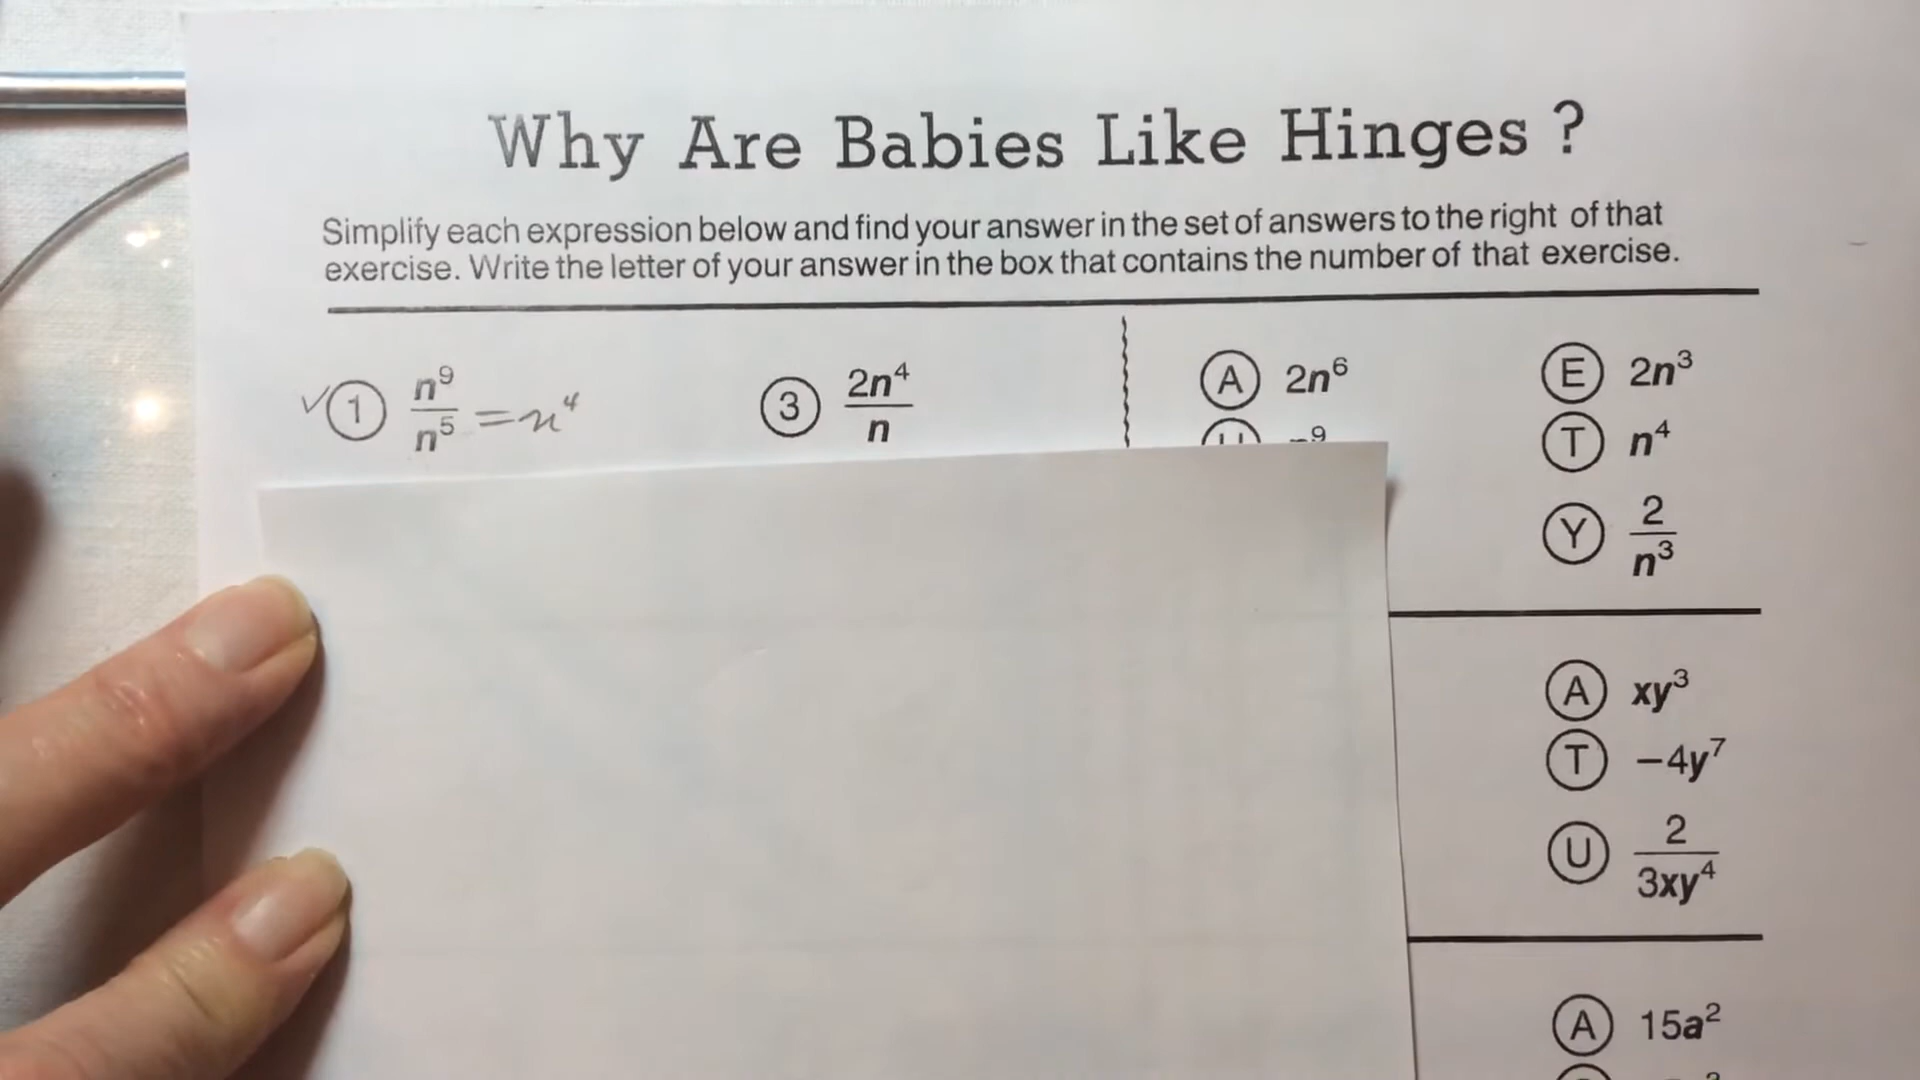 Why Are Babies Like Hinges ?
Simplify each expression below and find your answer in the set of answers to the right of that
exercise. Write the letter of your answer in the box that contains the number of that exercise.
✓ ① n⁹/n⁵ = n⁴
③ 2n⁴/n
Ⓐ 2n⁶
Ⓔ 2n³
Ⓣ n⁴
Ⓨ 2/n³
Ⓐ xy³
Ⓣ −4y⁷
Ⓤ 2/3xy⁴
Ⓐ 15a²